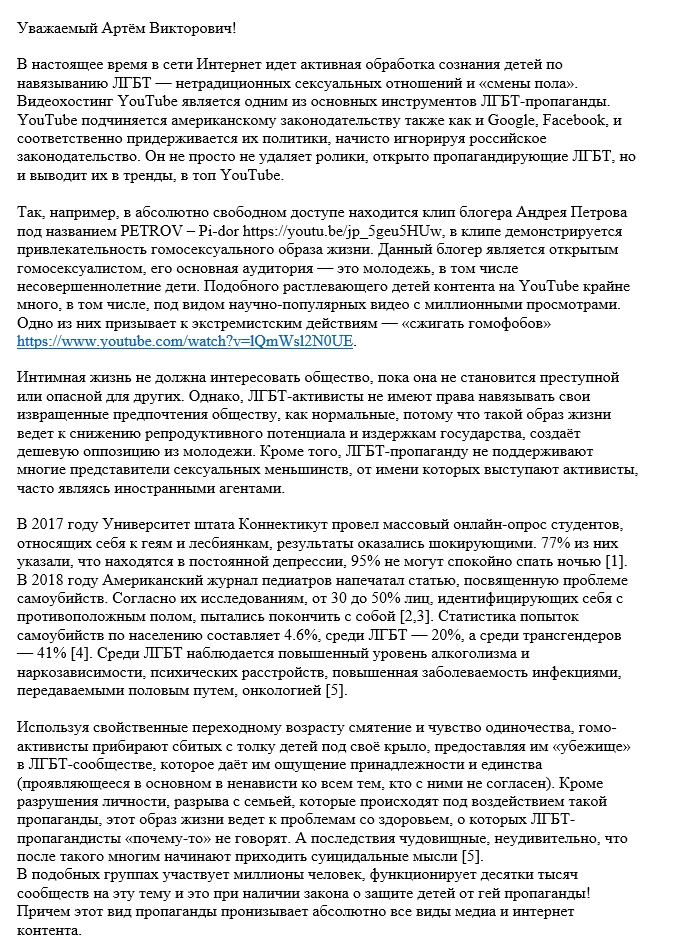 Уважаемый Артём Викторович!
В настоящее время в сети Интернет идет активная обработка сознания детей по
навязыванию ЛГБТ — нетрадиционных сексуальных отношений и «смены пола».
Видеохостинг YouTube является одним из основных инструментов ЛГБТ-пропаганды.
YouTube подчиняется американскому законодательству также как и Google, Facebook, и
соответственно придерживается их политики, начисто игнорируя российское
законодательство. Он не просто не удаляет ролики, открыто пропагандирующие ЛГБТ, но
и выводит их в тренды, в топ YouTube.
Так, например, в абсолютно свободном доступе находится клип блогера Андрея Петрова
под названием PETROV – Pi-dor https://youtu.be/jp_5geu5HUw, в клипе демонстрируется
привлекательность гомосексуального образа жизни. Данный блогер является открытым
гомосексуалистом, его основная аудитория — это молодежь, в том числе
несовершеннолетние дети. Подобного растлевающего детей контента на YouTube крайне
много, в том числе, под видом научно-популярных видео с миллионными просмотрами.
Одно из них призывает к экстремистским действиям — «сжигать гомофобов»
https://www.youtube.com/watch?v=lQmWsl2N0UE.
Интимная жизнь не должна интересовать общество, пока она не становится преступной
или опасной для других. Однако, ЛГБТ-активисты не имеют права навязывать свои
извращенные предпочтения обществу, как нормальные, потому что такой образ жизни
ведет к снижению репродуктивного потенциала и издержкам государства, создаёт
дешевую оппозицию из молодежи. Кроме того, ЛГБТ-пропаганду не поддерживают
многие представители сексуальных меньшинств, от имени которых выступают активисты,
часто являясь иностранными агентами.
В 2017 году Университет штата Коннектикут провел массовый онлайн-опрос студентов,
относящих себя к геям и лесбиянкам, результаты оказались шокирующими. 77% из них
указали, что находятся в постоянной депрессии, 95% не могут спокойно спать ночью [1].
В 2018 году Американский журнал педиатров напечатал статью, посвященную проблеме
самоубийств. Согласно их исследованиям, от 30 до 50% лиц, идентифицирующих себя с
противоположным полом, пытались покончить с собой [2,3]. Статистика попыток
самоубийств по населению составляет 4.6%, среди ЛГБТ — 20%, а среди трансгендеров
— 41% [4]. Среди ЛГБТ наблюдается повышенный уровень алкоголизма и
наркозависимости, психических расстройств, повышенная заболеваемость инфекциями,
передаваемыми половым путем, онкологией [5].
Используя свойственные переходному возрасту смятение и чувство одиночества, гомо-
активисты прибирают сбитых с толку детей под своё крыло, предоставляя им «убежище»
в ЛГБТ-сообществе, которое даёт им ощущение принадлежности и единства
(проявляющееся в основном в ненависти ко всем тем, кто с ними не согласен). Кроме
разрушения личности, разрыва с семьей, которые происходят под воздействием такой
пропаганды, этот образ жизни ведет к проблемам со здоровьем, о которых ЛГБТ-
пропагандисты «почему-то» не говорят. А последствия чудовищные, неудивительно, что
после такого многим начинают приходить суицидальные мысли [5].
В подобных группах участвует миллионы человек, функционирует десятки тысяч
сообществ на эту тему и это при наличии закона о защите детей от гей пропаганды!
Причем этот вид пропаганды пронизывает абсолютно все виды медиа и интернет
контента.